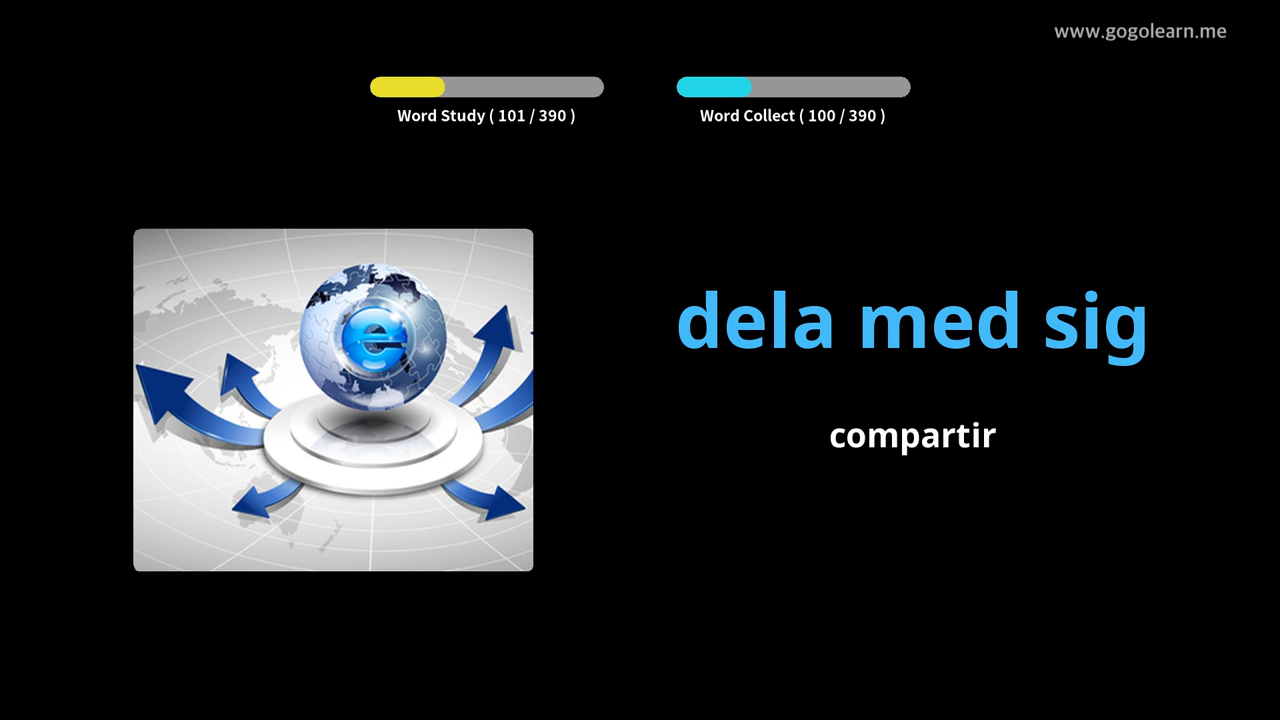 www.gogolearn.me
Word Study ( 101 / 390 )
Word Collect ( 100 / 390 )
e
dela med sig
compartir